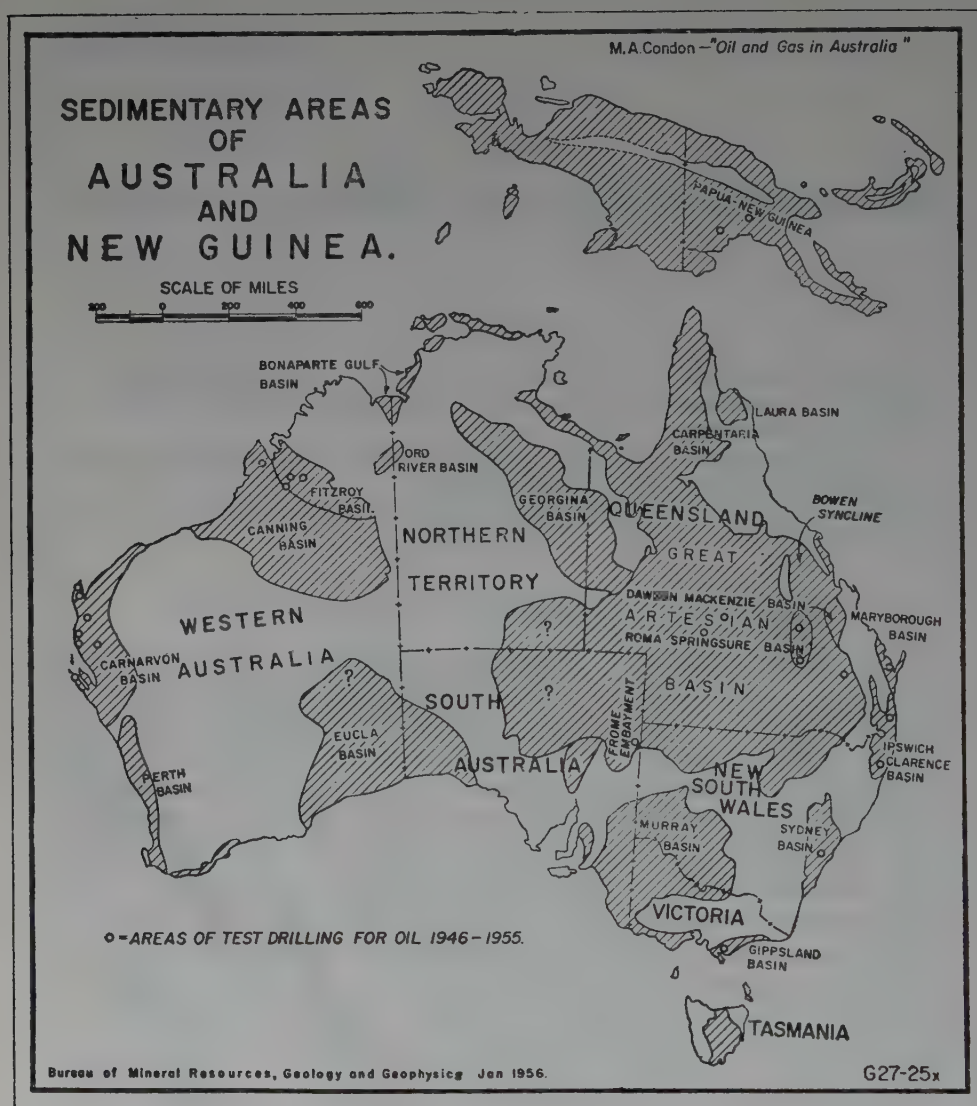 M.A.Condon—"Oil and Gas in Australia"
SEDIMENTARY AREAS
OF
AUSTRALIA
AND
NEW GUINEA.
SCALE OF MILES
200 0 200 400 600
PAPUA-NEW GUINEA
BONAPARTE GULF
BASIN
LAURA BASIN
CARPENTARIA
BASIN
ORD
RIVER BASIN
FITZROY
CANNING
BASIN
GEORGINA
BASIN
BOWEN
SYNCLINE
QUEENSLAND
NORTHERN
TERRITORY
GREAT
ARTESIAN
BASIN
MACKENZIE BASIN
ROMA SPRINGSURE BASIN
MARYBOROUGH
BASIN
WESTERN
AUSTRALIA
CARNARVON
BASIN
?
?
?
SOUTH
AUSTRALIA
FROME
EMBAYMENT
EUCLA
BASIN
PERTH
BASIN
IPSWICH
CLARENCE
BASIN
NEW
SOUTH
WALES
MURRAY
BASIN
SYDNEY
BASIN
VICTORIA
GIPPSLAND
BASIN
TASMANIA
o=AREAS OF TEST DRILLING FOR OIL 1946-1955.
Bureau of Mineral Resources, Geology and Geophysics Jan 1956.
G27-25x